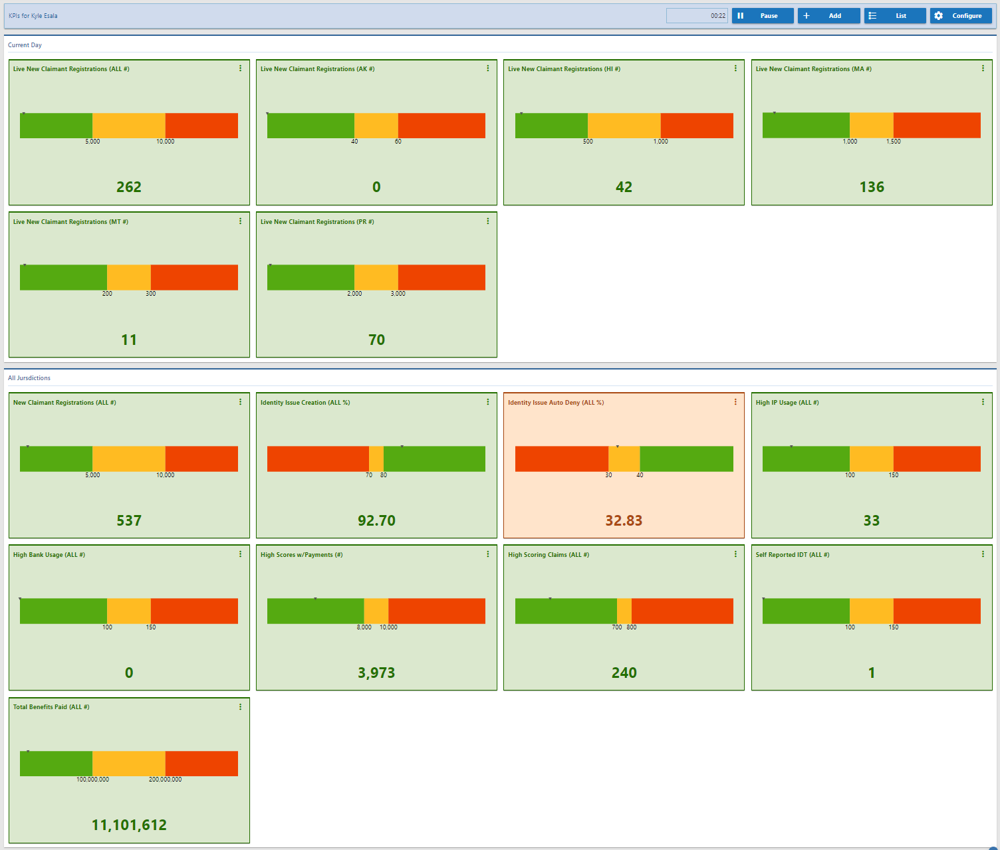 KPIs for Kyle Esala
00:22
Pause
Add
List
Configure
Current Day
Live New Claimant Registrations (ALL #)
5,000
10,000
262
Live New Claimant Registrations (AK #)
40
60
0
Live New Claimant Registrations (HI #)
500
1,000
42
Live New Claimant Registrations (MA #)
1,000
1,500
136
Live New Claimant Registrations (MT #)
200
300
11
Live New Claimant Registrations (PR #)
2,000
3,000
70
All Jursdictions
New Claimant Registrations (ALL #)
5,000
10,000
537
Identity Issue Creation (ALL %)
70
80
92.70
Identity Issue Auto Deny (ALL %)
30
40
32.83
High IP Usage (ALL #)
100
150
33
High Bank Usage (ALL #)
100
150
0
High Scores w/Payments (#)
8,000
10,000
3,973
High Scoring Claims (ALL #)
700
800
240
Self Reported IDT (ALL #)
100
150
1
Total Benefits Paid (ALL #)
100,000,000
200,000,000
11,101,612